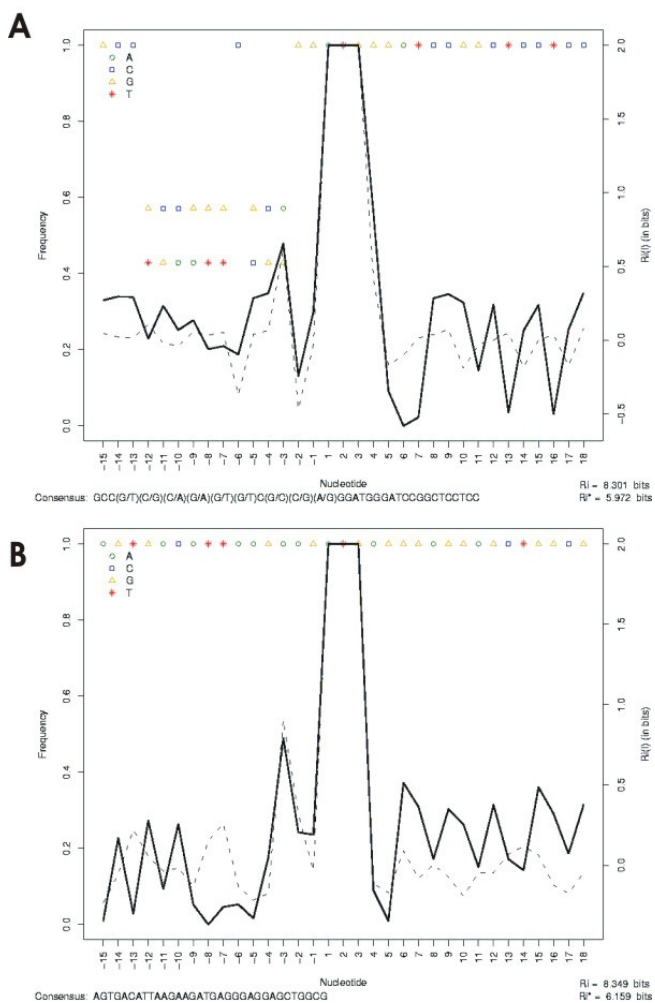 A
1.0
0.8
0.6
0.4
0.2
0.0
Frequency
A
C
G
T
2.0
1.5
1.0
0.5
0.0
−0.5
Ri(l) (in bits)
−15 −14 −13 −12 −11 −10 −9 −8 −7 −6 −5 −4 −3 −2 −1 1 2 3 4 5 6 7 8 9 10 11 12 13 14 15 16 17 18
Nucleotide
Ri = 8.301 bits
Consensus: GCC(G/T)(C/G)(C/A)(G/A)(G/T)(G/T)C(G/C)(C/G)(A/G)GGATGGGATCCGGCTCCTCC
Ri* = 5.972 bits
B
1.0
0.8
0.6
0.4
0.2
0.0
Frequency
A
C
G
T
2.0
1.5
1.0
0.5
0.0
Ri(l) (in bits)
−15 −14 −13 −12 −11 −10 −9 −8 −7 −6 −5 −4 −3 −2 −1 1 2 3 4 5 6 7 8 9 10 11 12 13 14 15 16 17 18
Nucleotide
Ri = 8.349 bits
Consensus: AGTGACATTAAGAAGATGAGGGAGGAGCTGGCG
Ri* = 6.159 bits